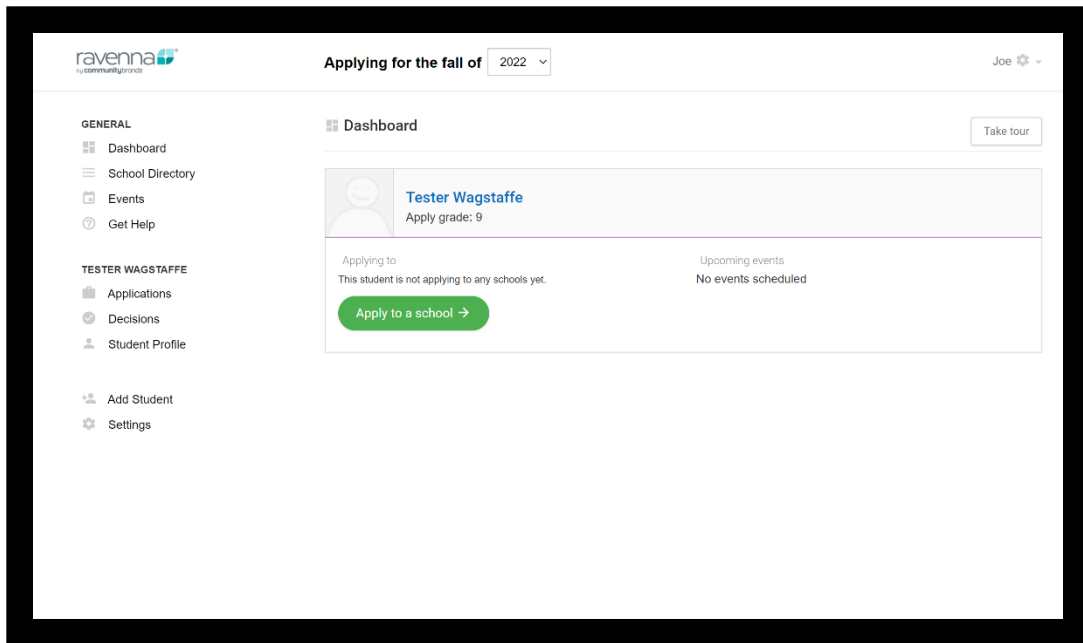 ravenna
by communitybrands
Applying for the fall of 2022
Joe
GENERAL
Dashboard
School Directory
Events
Get Help
TESTER WAGSTAFFE
Applications
Decisions
Student Profile
Add Student
Settings
Dashboard
Take tour
Tester Wagstaffe
Apply grade: 9
Applying to
This student is not applying to any schools yet.
Apply to a school →
Upcoming events
No events scheduled